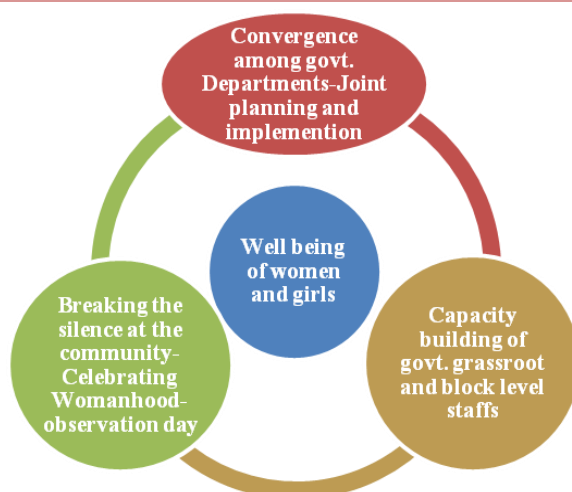 Convergence
among govt.
Departments-Joint
planning and
implemention
Well being
of women
and girls
Breaking the
silence at the
community-
Celebrating
Womanhood-
observation day
Capacity
building of
govt. grassroot
and block level
staffs